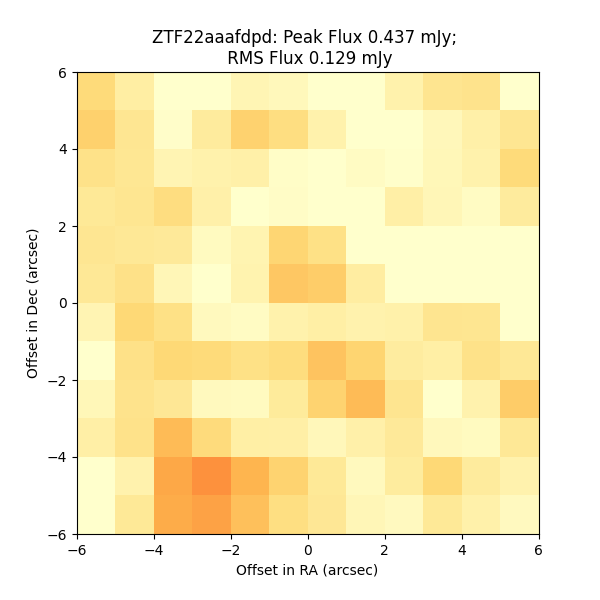 ZTF22aaafdpd: Peak Flux 0.437 mJy;
RMS Flux 0.129 mJy
6
4
2
0
−2
−4
−6
Offset in Dec (arcsec)
−6 −4 −2 0 2 4 6
Offset in RA (arcsec)